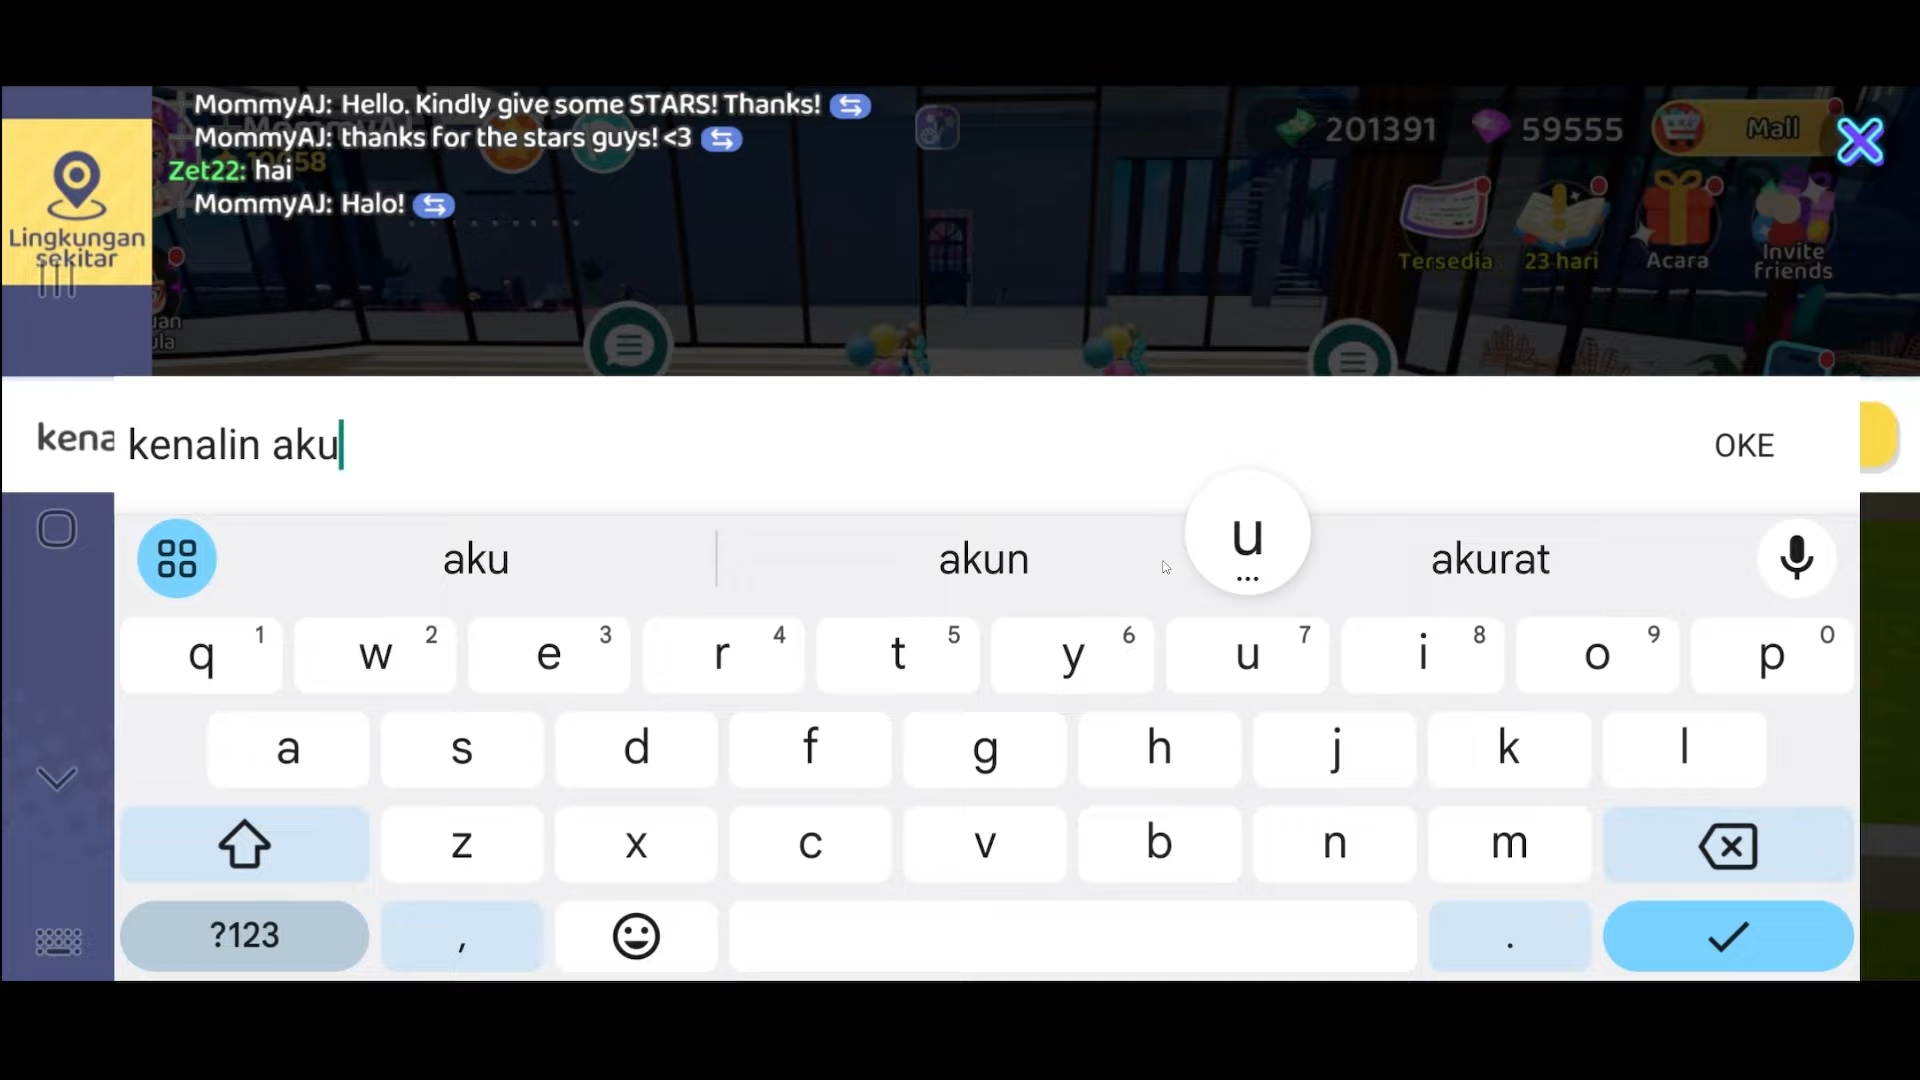 MommyAJ: Hello. Kindly give some STARS! Thanks!
MommyAJ: thanks for the stars guys! <3
Zet22: hai
MommyAJ: Halo!
201391
59555
Mall
Lingkungan
sekitar
Tersedia
23 hari
Acara
Invite
friends
kena
kenalin aku
OKE
aku
akun
u
...
akurat
q 1 w 2 e 3 r 4 t 5 y 6 u 7 i 8 o 9 p 0
a s d f g h j k l
z x c v b n m
?123 , .